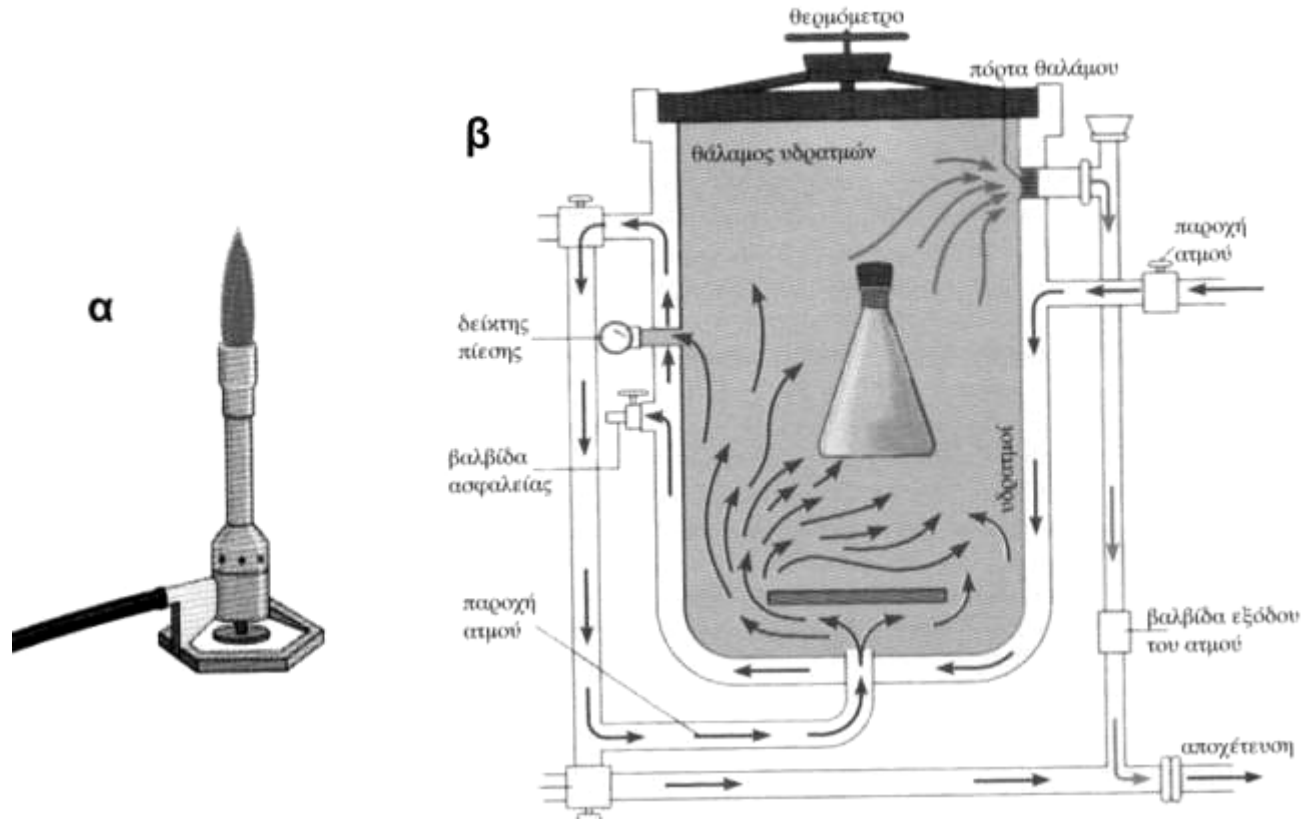 θερμόμετρο
πόρτα θαλάμου
β
θάλαμος υδρατμών
α
παροχή
ατμού
δείκτης
πίεσης
βαλβίδα
ασφαλείας
υδρατμοί
παροχή
ατμού
βαλβίδα εξόδου
του ατμού
αποχέτευση